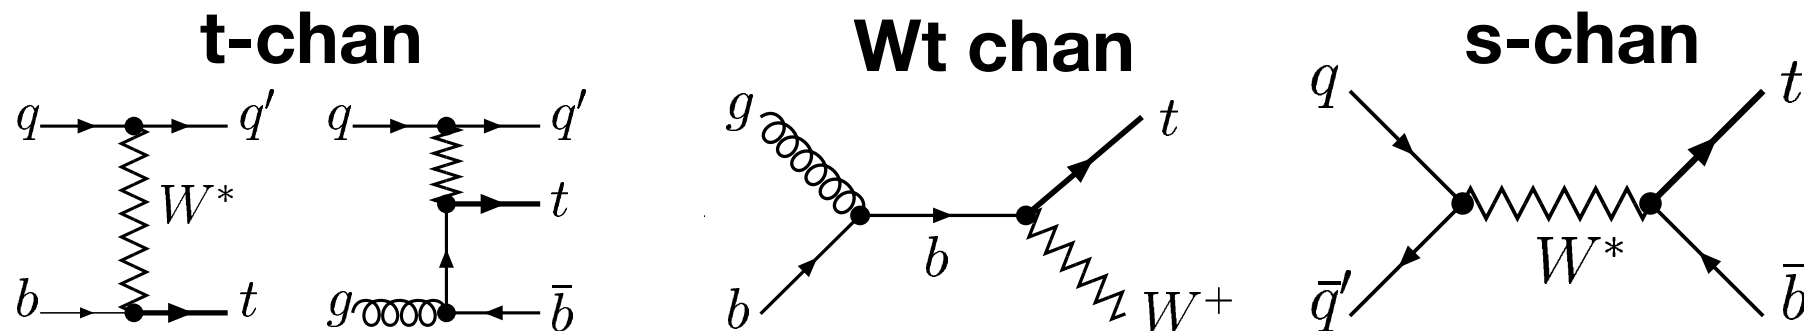 t-chan
q q′
W*
b t
q q′
t
g b̄
Wt chan
g t
b
b W⁺
s-chan
q t
W*
q̄′ b̄